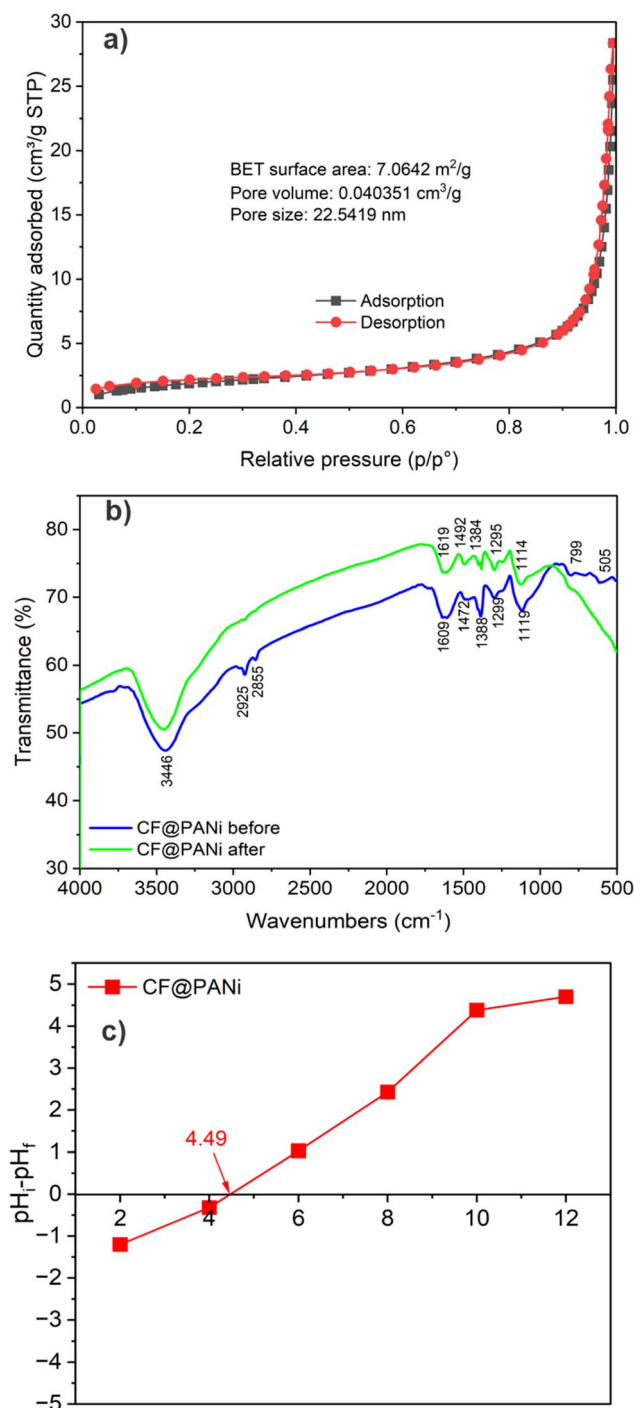 a)
30
25
20
15
10
5
0
Quantity adsorbed (cm³/g STP)
BET surface area: 7.0642 m²/g
Pore volume: 0.040351 cm³/g
Pore size: 22.5419 nm
Adsorption
Desorption
0.0 0.2 0.4 0.6 0.8 1.0
Relative pressure (p/p°)
b)
80
70
60
50
40
30
Transmittance (%)
1619 1492 1384 1295 1114 799 505
3446 2925 2855 1609 1472 1388 1299 1119
CF@PANi before
CF@PANi after
4000 3500 3000 2500 2000 1500 1000 500
Wavenumbers (cm⁻¹)
CF@PANi
c)
5
4
3
2
1
0
−1
−2
−3
−4
−5
pHᵢ-pH_f
4.49
2 4 6 8 10 12